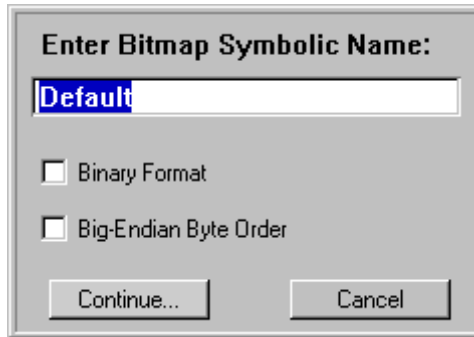 Enter Bitmap Symbolic Name:
Default
Binary Format
Big-Endian Byte Order
Continue... Cancel